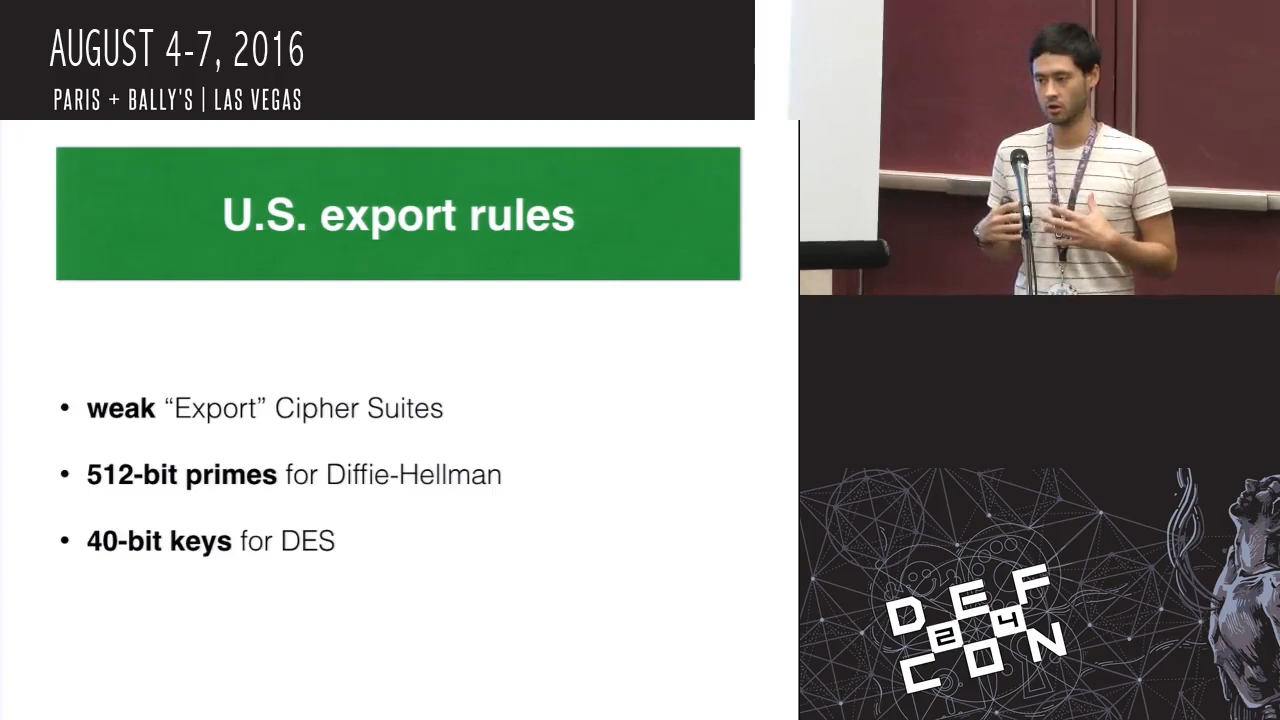 AUGUST 4-7, 2016
PARIS + BALLY'S | LAS VEGAS
U.S. export rules
• weak “Export” Cipher Suites
• 512-bit primes for Diffie-Hellman
• 40-bit keys for DES
DEF
24
CON